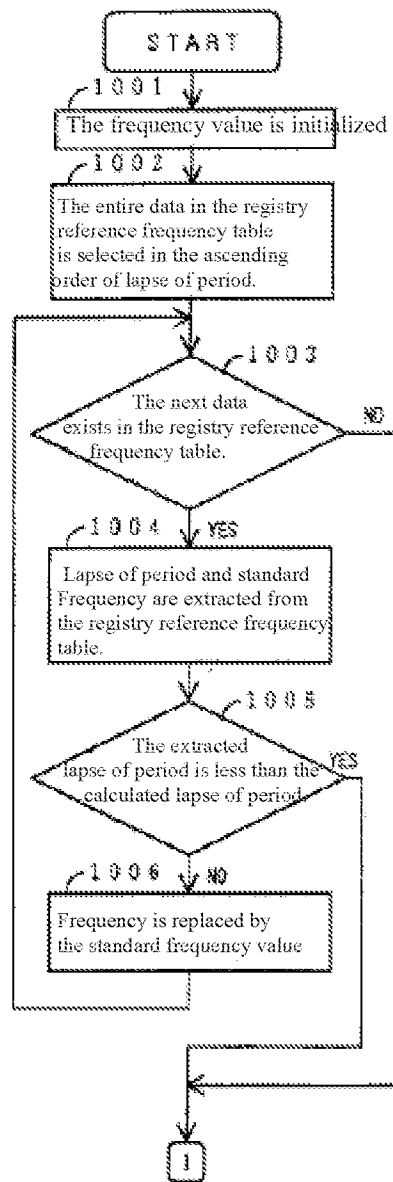 START
1001
The frequency value is initialized
1002
The entire data in the registry
reference frequency table
is selected in the ascending
order of lapse of period.
1003
The next data
exists in the registry reference
frequency table.
NO
1004
YES
Lapse of period and standard
Frequency are extracted from
the registry reference frequency
table.
1005
The extracted
lapse of period is less than the
calculated lapse of period
YES
1006
NO
Frequency is replaced by
the standard frequency value
1